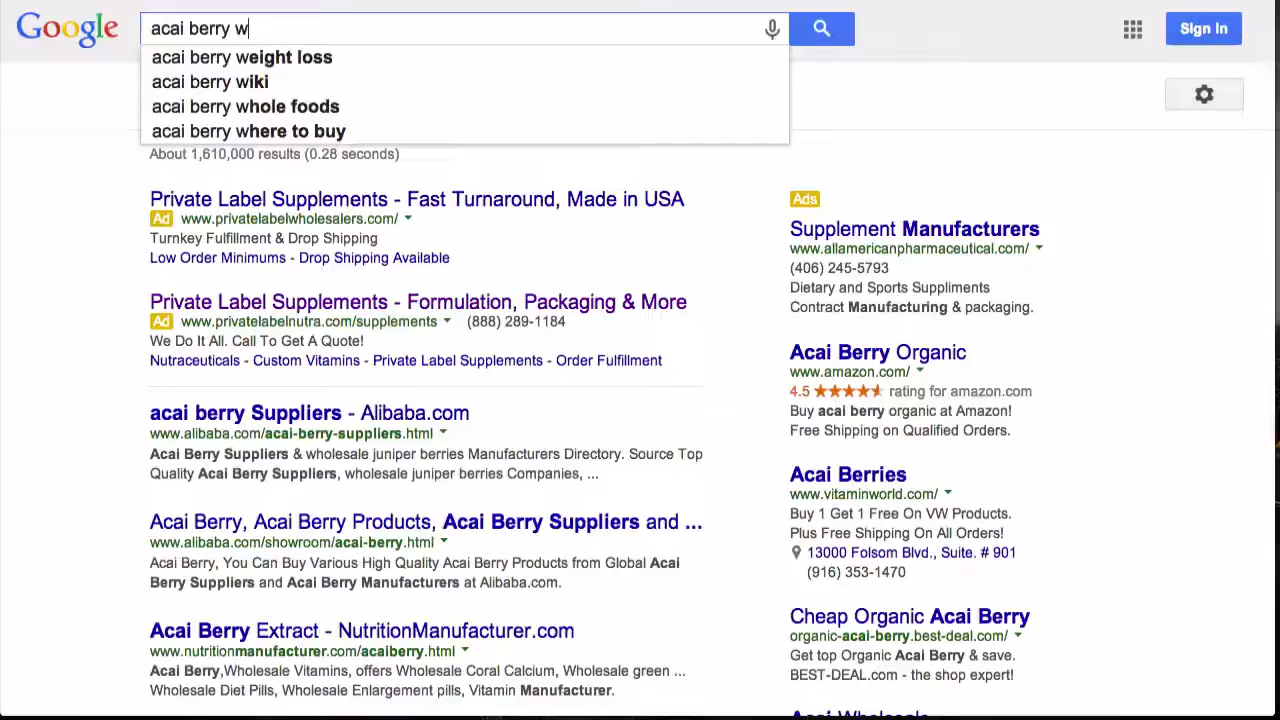 Google
acai berry w
Sign in
acai berry weight loss
acai berry wiki
acai berry whole foods
acai berry where to buy
About 1,610,000 results (0.28 seconds)
Private Label Supplements - Fast Turnaround, Made in USA
Ad www.privatelabelwholesalers.com/
Turnkey Fulfillment & Drop Shipping
Low Order Minimums - Drop Shipping Available
Private Label Supplements - Formulation, Packaging & More
Ad www.privatelabelnutra.com/supplements (888) 289-1184
We Do It All. Call To Get A Quote!
Nutraceuticals - Custom Vitamins - Private Label Supplements - Order Fulfillment
acai berry Suppliers - Alibaba.com
www.alibaba.com/acai-berry-suppliers.html
Acai Berry Suppliers & wholesale juniper berries Manufacturers Directory. Source Top
Quality Acai Berry Suppliers, wholesale juniper berries Companies, ...
Acai Berry, Acai Berry Products, Acai Berry Suppliers and ...
www.alibaba.com/showroom/acai-berry.html
Acai Berry, You Can Buy Various High Quality Acai Berry Products from Global Acai
Berry Suppliers and Acai Berry Manufacturers at Alibaba.com.
Acai Berry Extract - NutritionManufacturer.com
www.nutritionmanufacturer.com/acaiberry.html
Acai Berry,Wholesale Vitamins, offers Wholesale Coral Calcium, Wholesale green ...
Wholesale Diet Pills, Wholesale Enlargement pills, Vitamin Manufacturer.
Ads
Supplement Manufacturers
www.allamericanpharmaceutical.com/
(406) 245-5793
Dietary and Sports Suppliments
Contract Manufacturing & packaging.
Acai Berry Organic
www.amazon.com/
4.5 rating for amazon.com
Buy acai berry organic at Amazon!
Free Shipping on Qualified Orders.
Acai Berries
www.vitaminworld.com/
Buy 1 Get 1 Free On VW Products.
Plus Free Shipping On All Orders!
13000 Folsom Blvd., Suite. # 901
(916) 353-1470
Cheap Organic Acai Berry
organic-acai-berry.best-deal.com/
Get top Organic Acai Berry & save.
BEST-DEAL.com - the shop expert!
Acai Wholesale